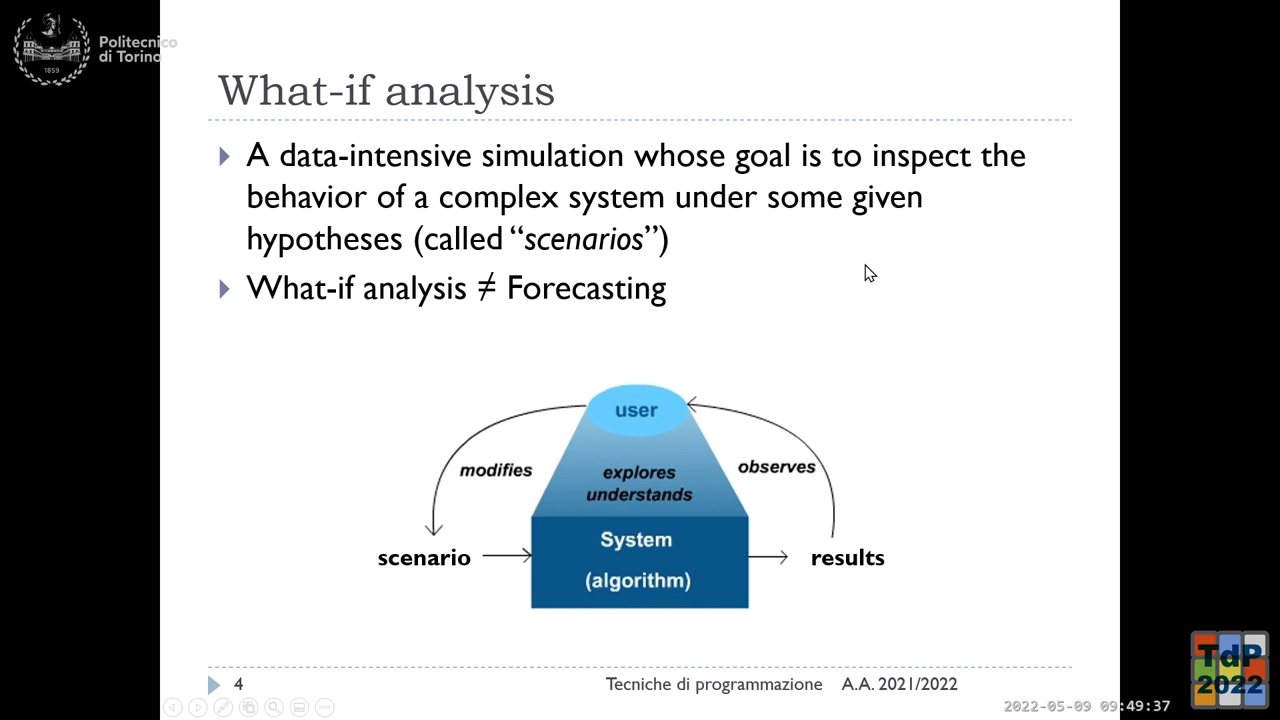 Politecnico
di Torino
1859
What-if analysis
A data-intensive simulation whose goal is to inspect the
behavior of a complex system under some given
hypotheses (called “scenarios”)
What-if analysis ≠ Forecasting
user
modifies
explores
understands
observes
scenario
System
(algorithm)
results
4
Tecniche di programmazione A.A. 2021/2022
TdP
2022
2022-05-09 09:49:37